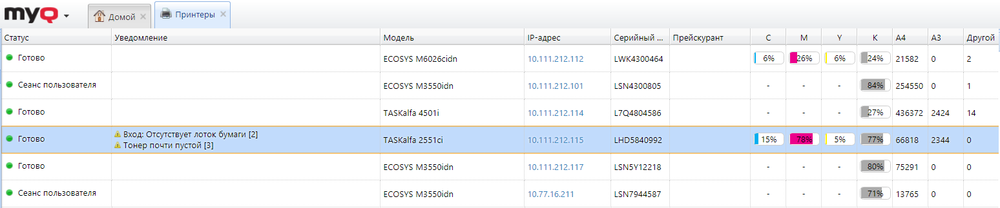 myQ Домой Принтеры
Статус Уведомление Модель IP-адрес Серийный ... Прейскурант C M Y K A4 A3 Другой
Готово ECOSYS M6026cidn 10.111.212.112 LWK4300464 6% 26% 6% 24% 21582 0 2
Сеанс пользователя ECOSYS M3550idn 10.111.212.101 LSN4300805 - - - 84% 254550 0 1
Готово TASKalfa 4501i 10.111.212.114 L7Q4804586 - - - 27% 436372 2424 14
Готово Вход: Отсутствует лоток бумаги [2] TASKalfa 2551ci 10.111.212.115 LHD5840992 15% 78% 5% 77% 66818 2344 0
Тонер почти пустой [3]
Готово ECOSYS M3550idn 10.111.212.117 LSN5Y12218 - - - 80% 75291 0 0
Сеанс пользователя ECOSYS M3550idn 10.77.16.211 LSN7944587 - - - 71% 13765 0 0